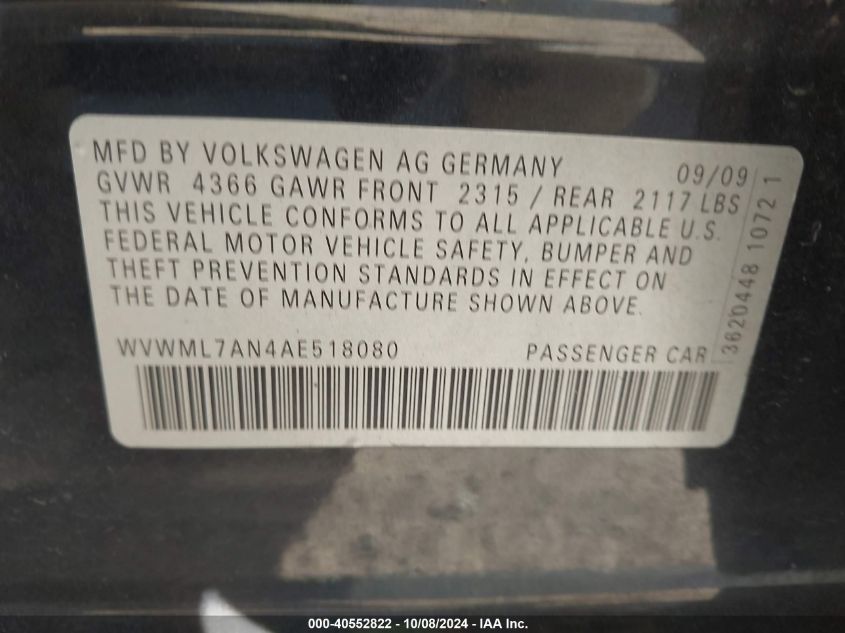 MFD BY VOLKSWAGEN AG GERMANY 09/09
GVWR 4366 GAWR FRONT 2315 / REAR 2117 LBS
THIS VEHICLE CONFORMS TO ALL APPLICABLE U.S.
FEDERAL MOTOR VEHICLE SAFETY, BUMPER AND
THEFT PREVENTION STANDARDS IN EFFECT ON
THE DATE OF MANUFACTURE SHOWN ABOVE.
WVWML7AN4AE518080 PASSENGER CAR
3620448 1072 1
000-40552822 - 10/08/2024 - IAA Inc.